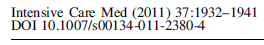 Intensive Care Med (2011) 37:1932–1941
DOI 10.1007/s00134-011-2380-4